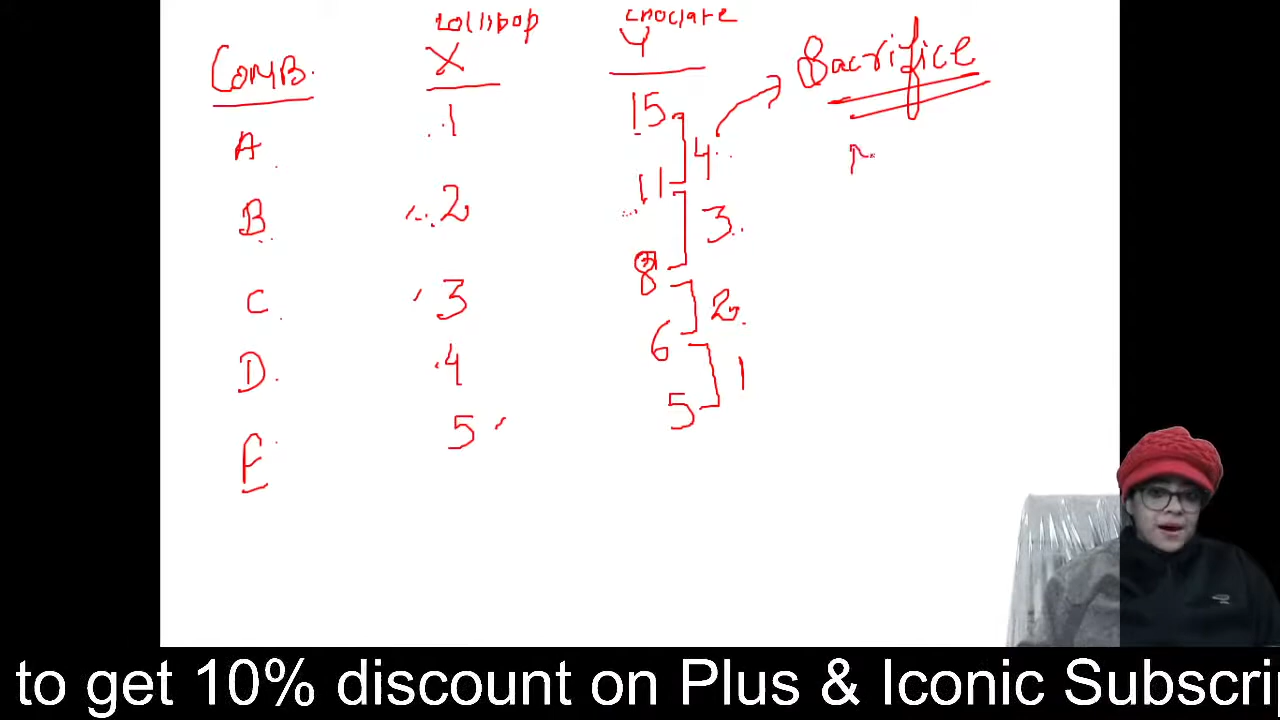 Lollipop Choclate
COMB. X Y Sacrifice
A 1 15
4
B 2 11
3
C 3 8
2
D 4 6
1
E 5 5
to get 10% discount on Plus & Iconic Subscri